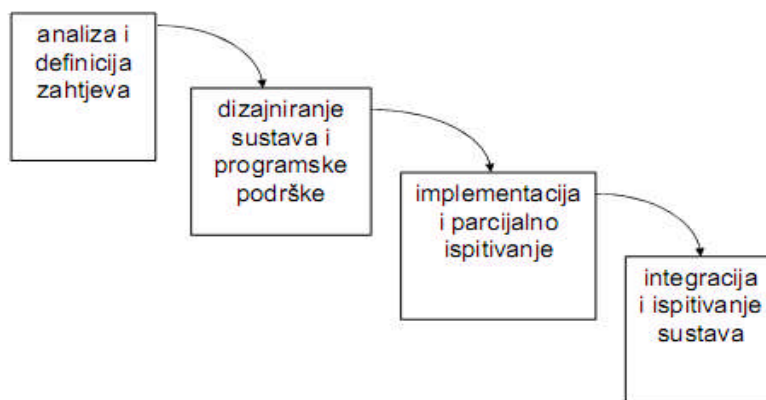 analiza i
definicija
zahtjeva
dizajniranje
sustava i
programske
podrške
implementacija
i parcijalno
ispitivanje
integracija
i ispitivanje
sustava